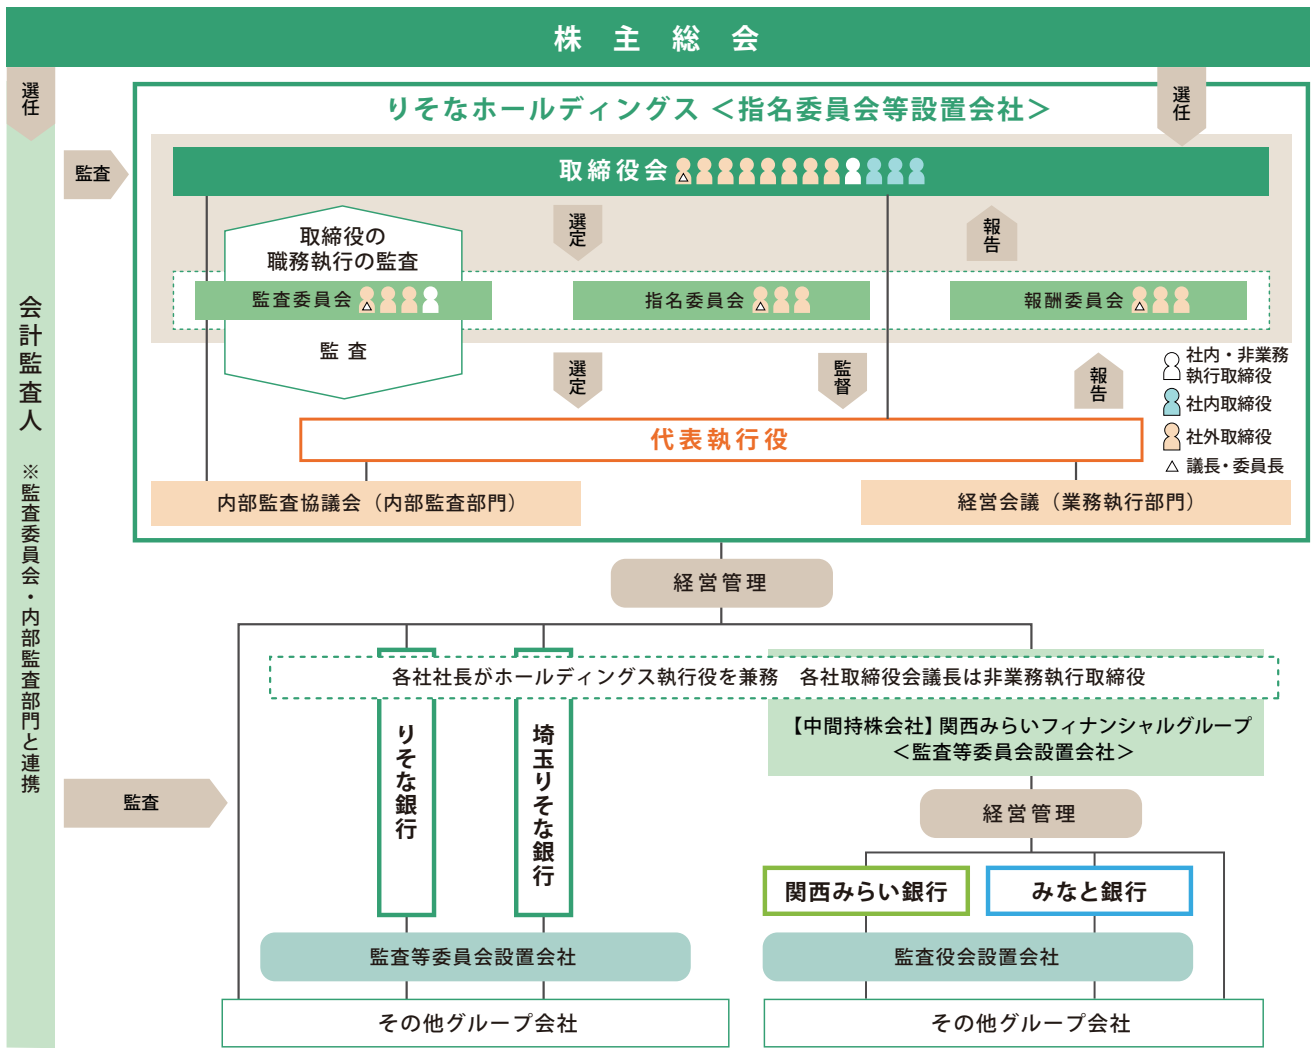 株主総会
選任
選任
りそなホールディングス <指名委員会等設置会社>
監査
取締役会
取締役の
職務執行の監査
選定
報告
監査委員会
指名委員会
報酬委員会
監査
選定
監督
報告
社内・非業務
執行取締役
社内取締役
社外取締役
△ 議長・委員長
代表執行役
内部監査協議会（内部監査部門）
経営会議（業務執行部門）
会計監査人
※監査委員会・内部監査部門と連携
経営管理
各社社長がホールディングス執行役を兼務　各社取締役会議長は非業務執行取締役
りそな銀行
埼玉りそな銀行
【中間持株会社】関西みらいフィナンシャルグループ
<監査等委員会設置会社>
監査
経営管理
関西みらい銀行
みなと銀行
監査等委員会設置会社
監査役会設置会社
その他グループ会社
その他グループ会社